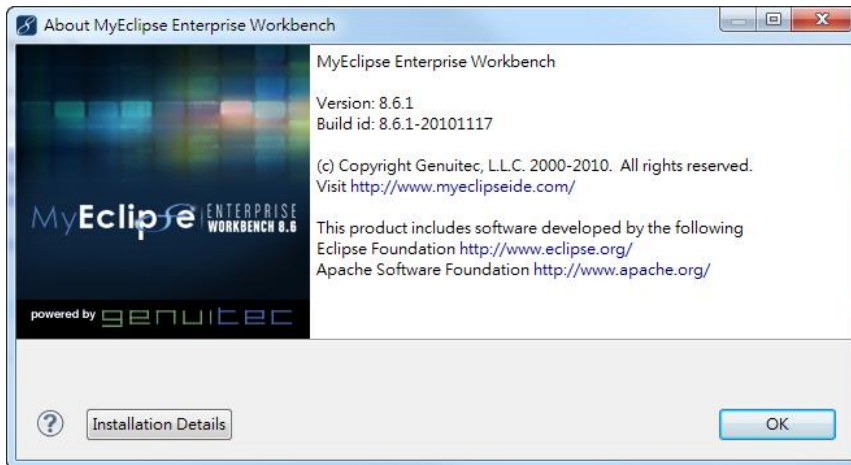 About MyEclipse Enterprise Workbench
MyEclipse Enterprise Workbench
Version: 8.6.1
Build id: 8.6.1-20101117
(c) Copyright Genuitec, L.L.C. 2000-2010.  All rights reserved.
Visit http://www.myeclipseide.com/
This product includes software developed by the following
Eclipse Foundation http://www.eclipse.org/
Apache Software Foundation http://www.apache.org/
MyEclipse ENTERPRISE
WORKBENCH 8.6
powered by genuitec
? Installation Details
OK